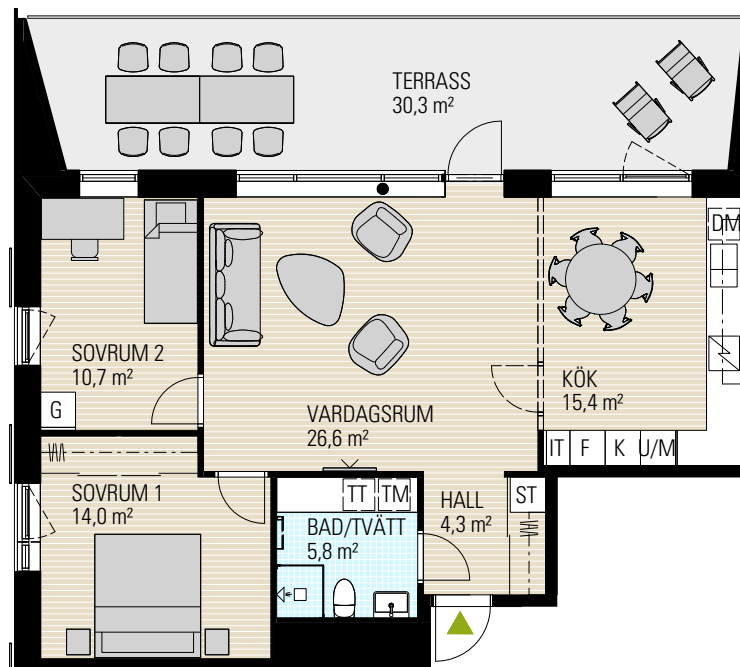 TERRASS
30,3 m²
DM
SOVRUM 2
10,7 m²
KÖK
15,4 m²
G
VARDAGSRUM
26,6 m²
IT F K U/M
SOVRUM 1
14,0 m²
TT TM
HALL
4,3 m²
ST
BAD/TVÄTT
5,8 m²